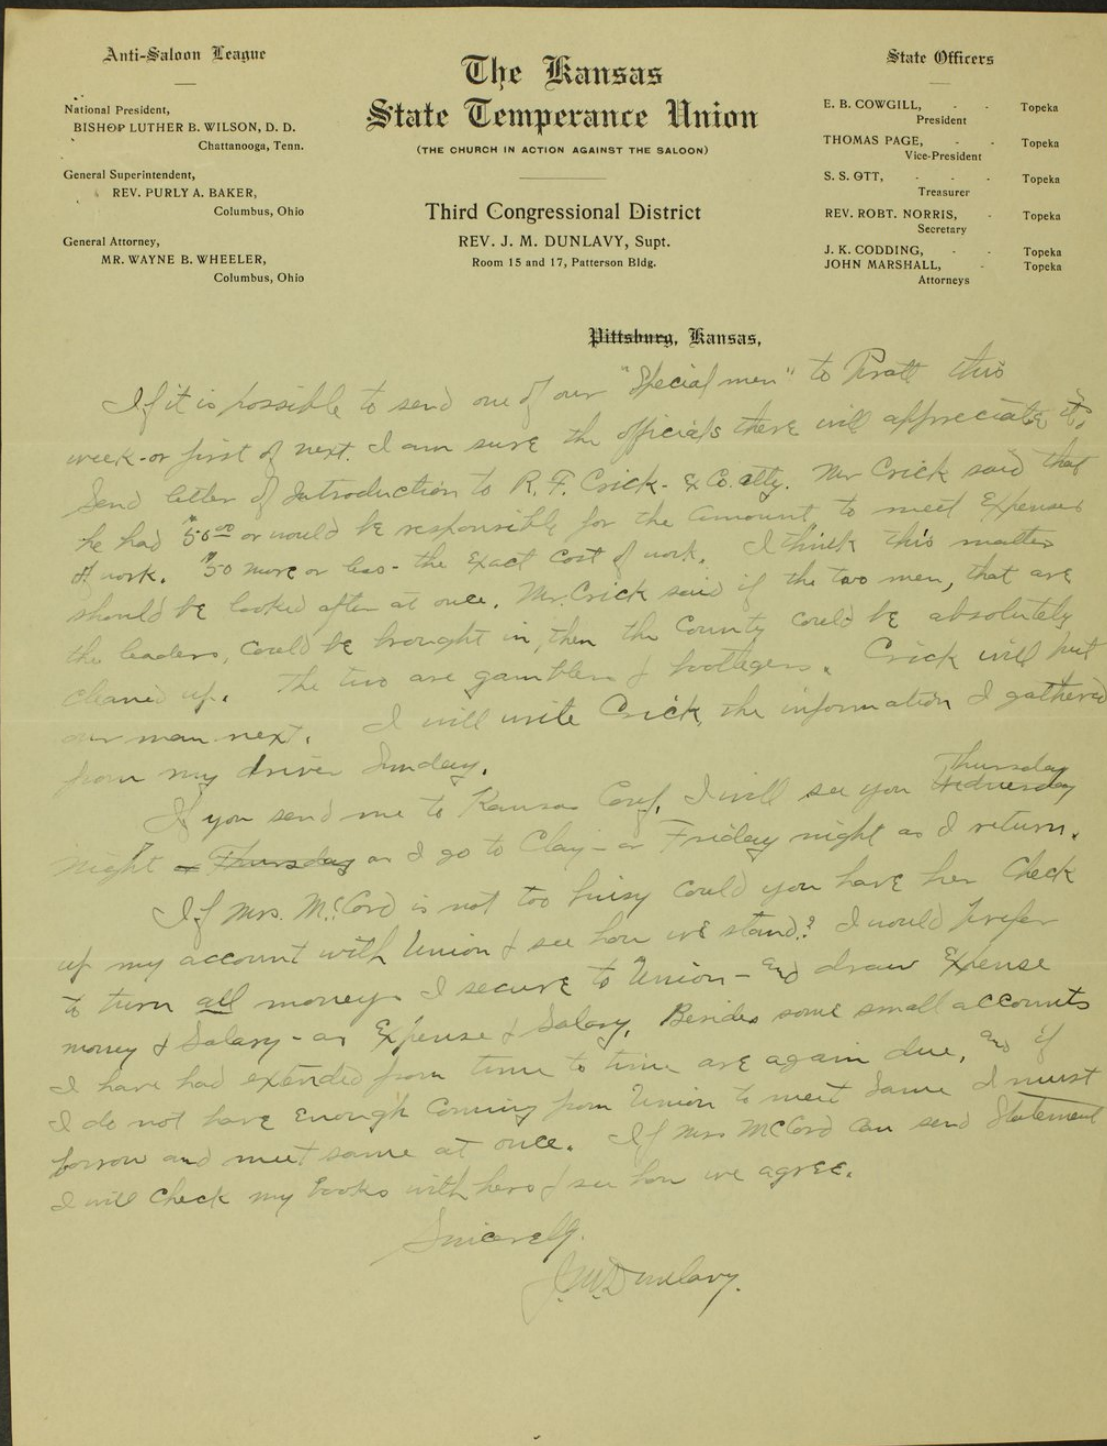 Anti-Saloon League
National President,
BISHOP LUTHER B. WILSON, D. D.
Chattanooga, Tenn.
General Superintendent,
REV. PURLY A. BAKER,
Columbus, Ohio
General Attorney,
MR. WAYNE B. WHEELER,
Columbus, Ohio
The Kansas
State Temperance Union
(THE CHURCH IN ACTION AGAINST THE SALOON)
Third Congressional District
REV. J. M. DUNLAVY, Supt.
Room 15 and 17, Patterson Bldg.
State Officers
E. B. COWGILL, - - Topeka
President
THOMAS PAGE, - - Topeka
Vice-President
S. S. OTT, - - - Topeka
Treasurer
REV. ROBT. NORRIS, - Topeka
Secretary
J. K. CODDING, - - Topeka
JOHN MARSHALL, - Topeka
Attorneys
Pittsburg, Kansas,
If it is possible to send one of our "Special men" to Pratt this
week-or first of next. I am sure the officials there will appreciate it.
Send letter of Introduction to R. F. Crick - Co. atty. Mr Crick said that
he had $50.00 or would be responsible for the amount to meet Expenses
of work. $50 more or less - the Exact cost of work. I think this matter
should be looked after at once. Mr. Crick said if the two men, that are
the leaders, could be brought in, then the County could be absolutely
cleaned up. The two are gamblers & bootlegers. Crick will put
our man next. I will write Crick the information I gathered
from my driver Sunday.
If you send me to Kansas Conf. I will see you Thursday
Wednesday
night or Thursday as I go to Clay - or Friday night as I return.
If Mrs. McCord is not too buisy could you have her Check
up my account with Union & see how we stand? I would prefer
to turn all moneys I secure to Union - and draw Expense
money & Salary - as Expense & Salary. Besides some small accounts
I have had extended from time to time are again due, and if
I do not have Enough Coming from Union to meet Same I must
borrow and meet same at once. If Mrs McCord can send Statement
I will Check my books with hers & see how we agree.
Sincerely.
J. M. Dunlavy.